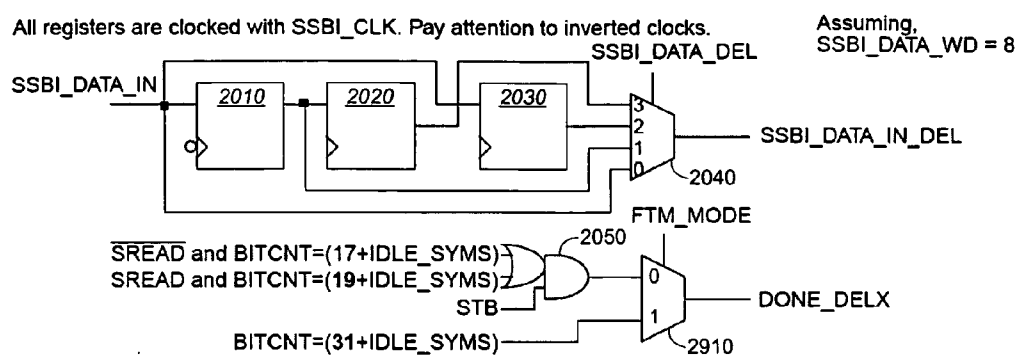 All registers are clocked with SSBI_CLK. Pay attention to inverted clocks.
Assuming,
SSBI_DATA_WD = 8
SSBI_DATA_DEL
SSBI_DATA_IN
2010
2020
2030
3
2
1
0
SSBI_DATA_IN_DEL
2040
FTM_MODE
2050
S̅R̅E̅A̅D̅ and BITCNT=(17+IDLE_SYMS)
SREAD and BITCNT=(19+IDLE_SYMS)
STB
0
1
DONE_DELX
BITCNT=(31+IDLE_SYMS)
2910